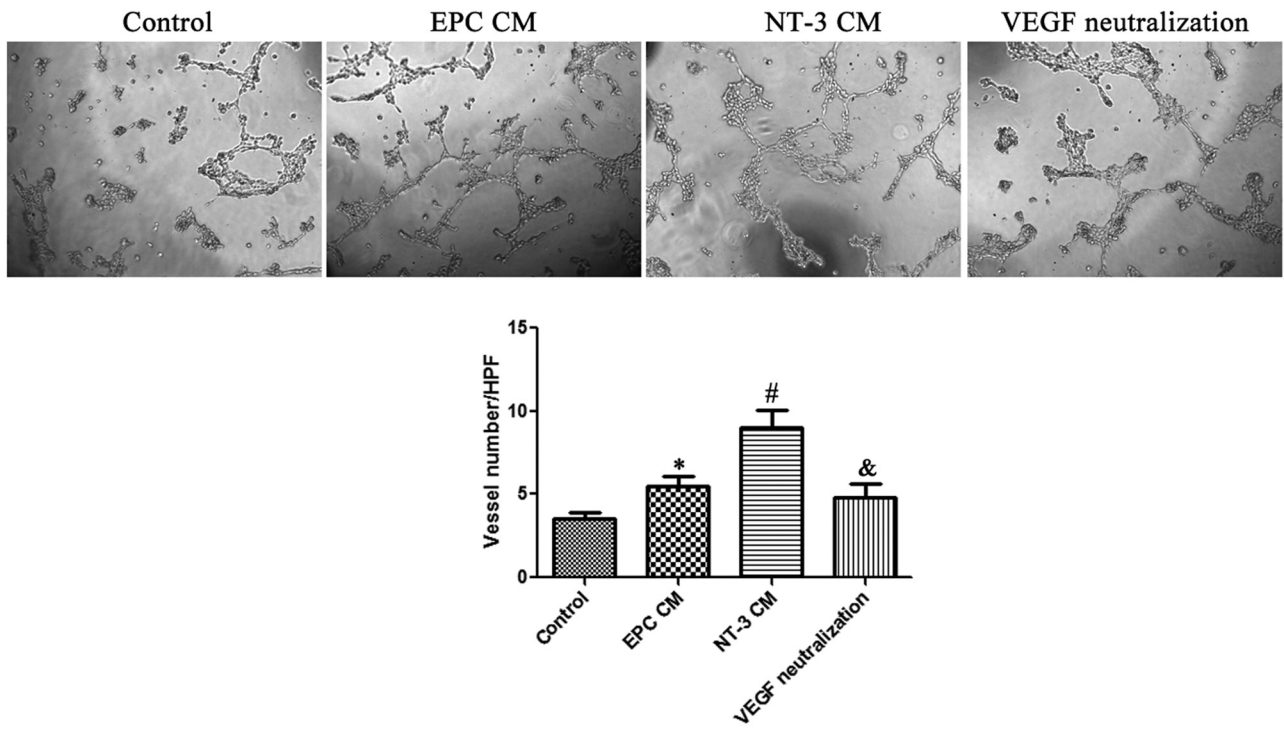 Control
EPC CM
NT-3 CM
VEGF neutralization
15
10
5
0
Vessel number/HPF
*
#
&
Control
EPC CM
NT-3 CM
VEGF neutralization